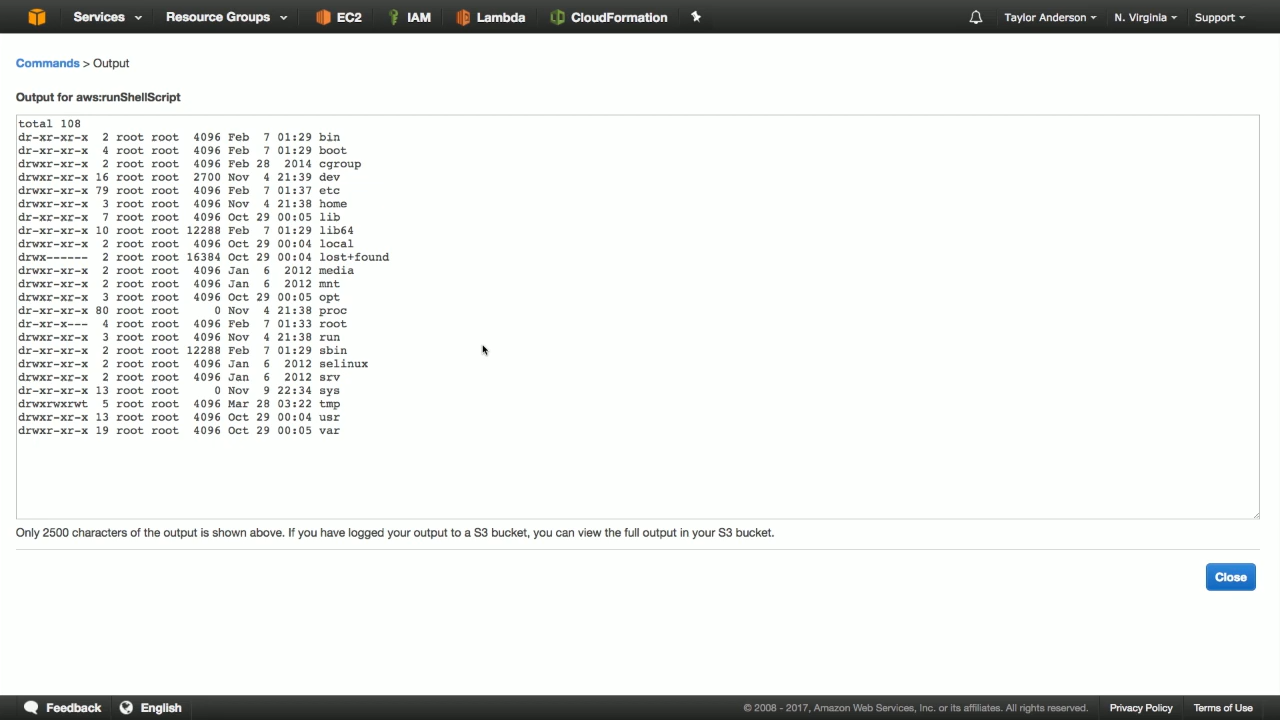 Services Resource Groups EC2 IAM Lambda CloudFormation Taylor Anderson N. Virginia Support
Commands > Output
Output for aws:runShellScript
total 108
dr-xr-xr-x  2 root root  4096 Feb  7 01:29 bin
dr-xr-xr-x  4 root root  4096 Feb  7 01:29 boot
drwxr-xr-x  2 root root  4096 Feb 28  2014 cgroup
drwxr-xr-x 16 root root  2700 Nov  4 21:39 dev
drwxr-xr-x 79 root root  4096 Feb  7 01:37 etc
drwxr-xr-x  3 root root  4096 Nov  4 21:38 home
dr-xr-xr-x  7 root root  4096 Oct 29 00:05 lib
dr-xr-xr-x 10 root root 12288 Feb  7 01:29 lib64
drwxr-xr-x  2 root root  4096 Oct 29 00:04 local
drwx------  2 root root 16384 Oct 29 00:04 lost+found
drwxr-xr-x  2 root root  4096 Jan  6  2012 media
drwxr-xr-x  2 root root  4096 Jan  6  2012 mnt
drwxr-xr-x  3 root root  4096 Oct 29 00:05 opt
dr-xr-xr-x 80 root root     0 Nov  4 21:38 proc
dr-xr-x---  4 root root  4096 Feb  7 01:33 root
drwxr-xr-x  3 root root  4096 Nov  4 21:38 run
dr-xr-xr-x  2 root root 12288 Feb  7 01:29 sbin
drwxr-xr-x  2 root root  4096 Jan  6  2012 selinux
drwxr-xr-x  2 root root  4096 Jan  6  2012 srv
dr-xr-xr-x 13 root root     0 Nov  9 22:34 sys
drwxrwxrwt  5 root root  4096 Mar 28 03:22 tmp
drwxr-xr-x 13 root root  4096 Oct 29 00:04 usr
drwxr-xr-x 19 root root  4096 Oct 29 00:05 var
Only 2500 characters of the output is shown above. If you have logged your output to a S3 bucket, you can view the full output in your S3 bucket.
Close
Feedback English © 2008 - 2017, Amazon Web Services, Inc. or its affiliates. All rights reserved. Privacy Policy Terms of Use